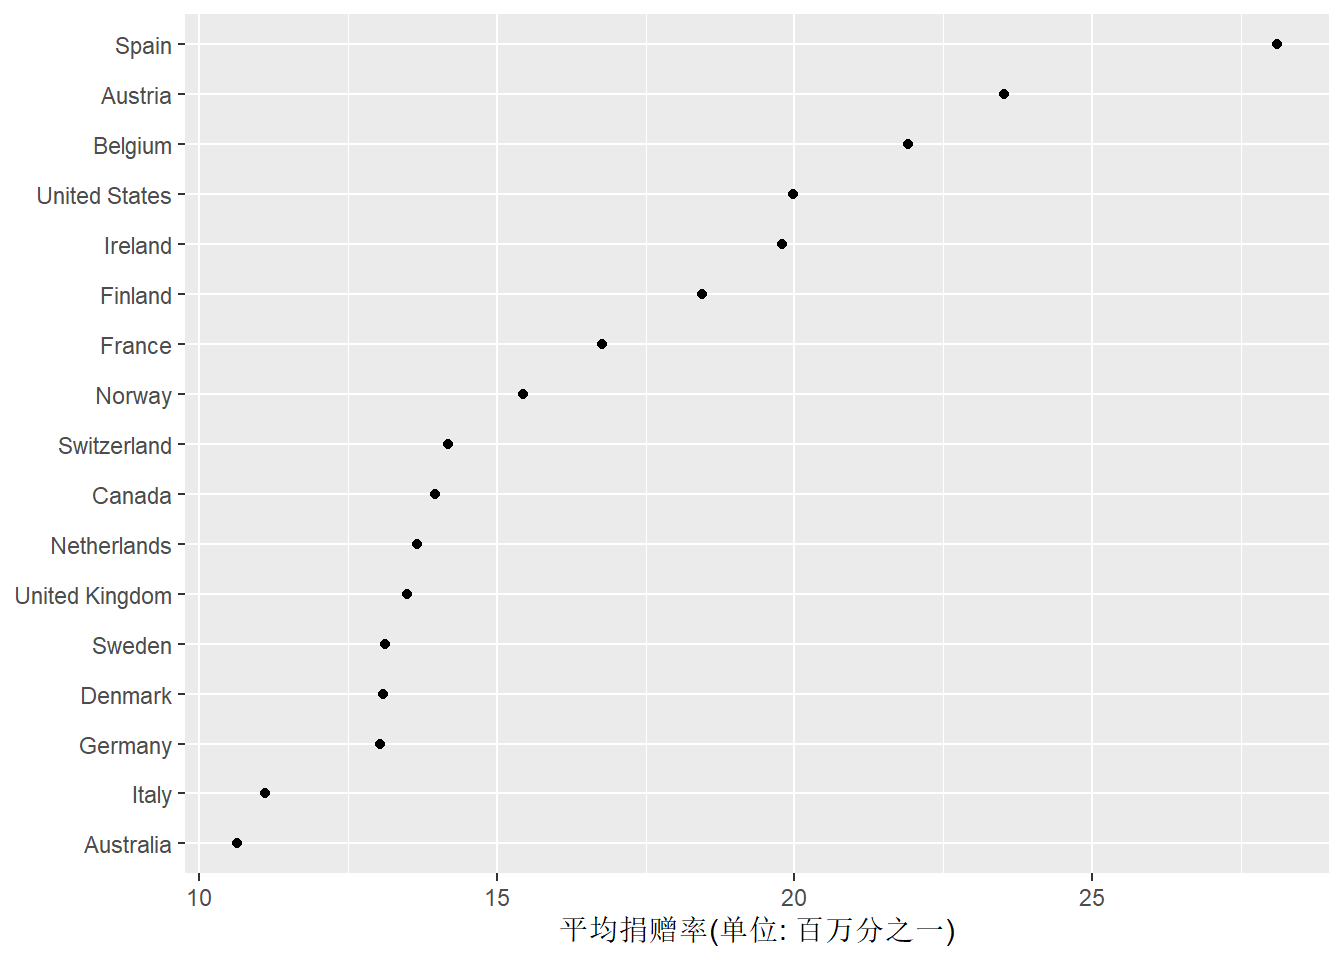 Spain
Austria
Belgium
United States
Ireland
Finland
France
Norway
Switzerland
Canada
Netherlands
United Kingdom
Sweden
Denmark
Germany
Italy
Australia
10 15 20 25
平均捐赠率(单位: 百万分之一)